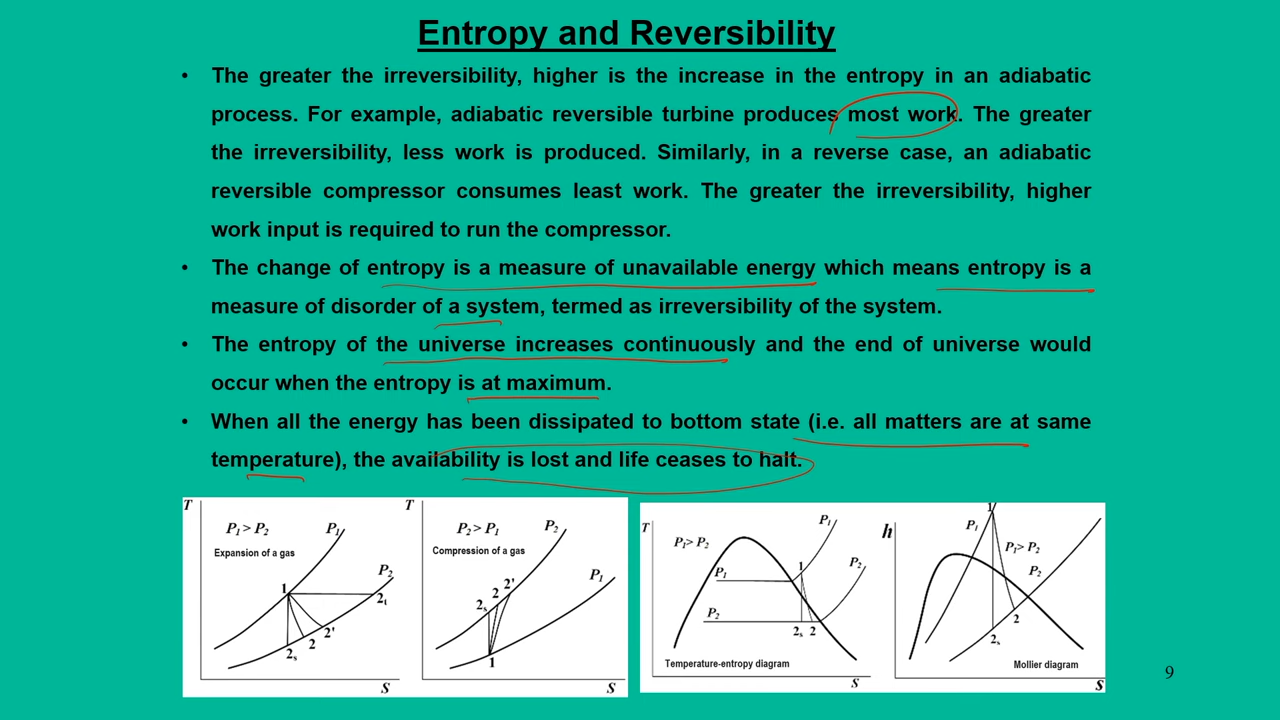 Entropy and Reversibility
• The greater the irreversibility, higher is the increase in the entropy in an adiabatic
process. For example, adiabatic reversible turbine produces most work. The greater
the irreversibility, less work is produced. Similarly, in a reverse case, an adiabatic
reversible compressor consumes least work. The greater the irreversibility, higher
work input is required to run the compressor.
• The change of entropy is a measure of unavailable energy which means entropy is a
measure of disorder of a system, termed as irreversibility of the system.
• The entropy of the universe increases continuously and the end of universe would
occur when the entropy is at maximum.
• When all the energy has been dissipated to bottom state (i.e. all matters are at same
temperature), the availability is lost and life ceases to halt.
T
P₁ > P₂
P₁
Expansion of a gas
P₂
1
2t
2'
2
2s
S
T
P₂ > P₁
P₂
Compression of a gas
P₁
2'
2
2s
1
S
T
P₁> P₂
P₁
P₂
P₁
1
P₂
2s 2
Temperature-entropy diagram
S
h
1
P₁
P₁> P₂
P₂
2
2s
Mollier diagram
S
9